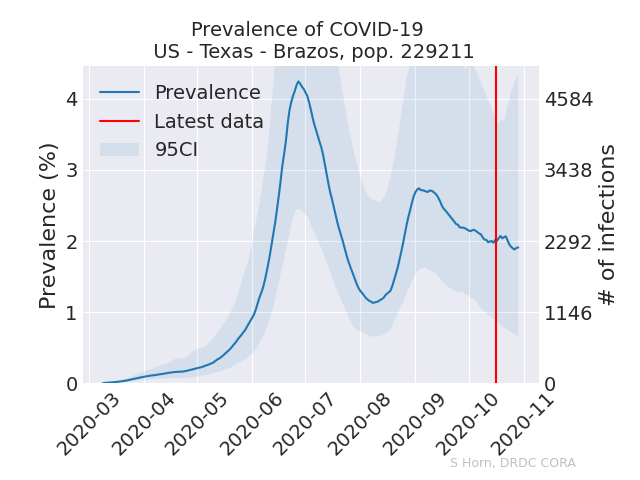 Prevalence of COVID-19
US - Texas - Brazos, pop. 229211
Prevalence
Latest data
95CI
Prevalence (%)
4
3
2
1
0
4584
3438
2292
1146
0
# of infections
2020-03
2020-04
2020-05
2020-06
2020-07
2020-08
2020-09
2020-10
2020-11
S Horn, DRDC CORA